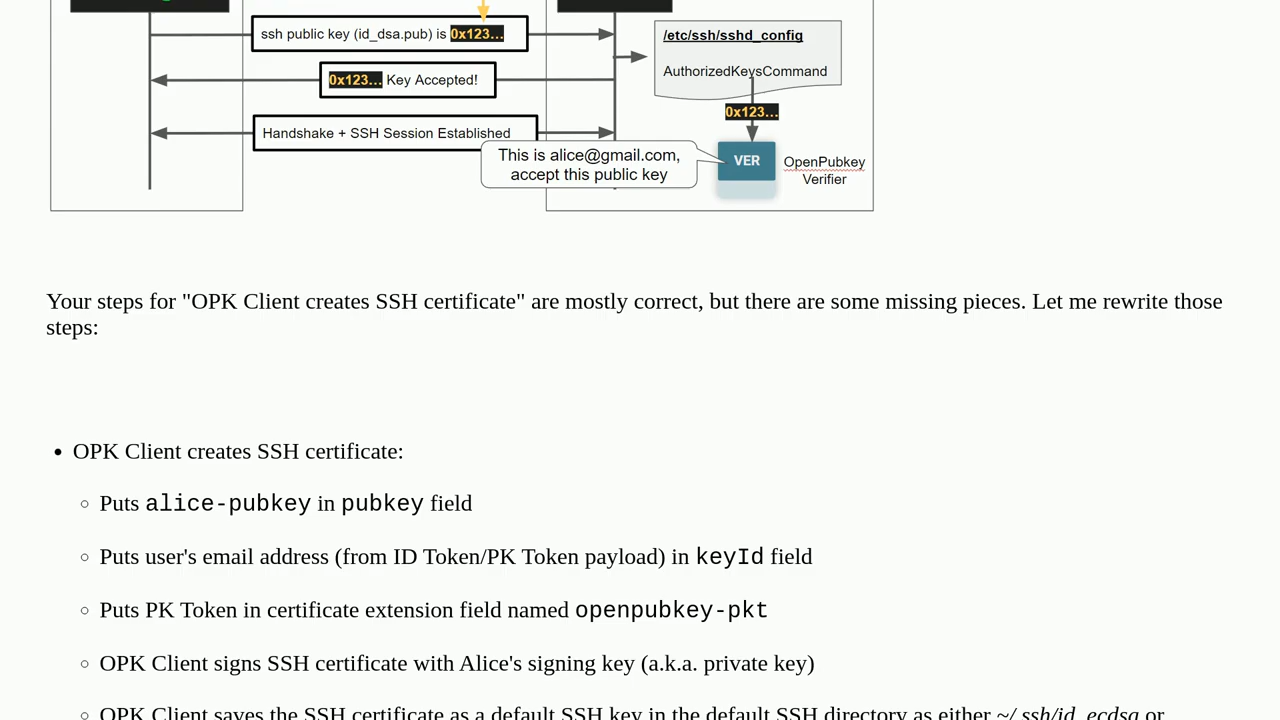 ssh public key (id_dsa.pub) is 0x123...
/etc/ssh/sshd_config
AuthorizedKeysCommand
0x123... Key Accepted!
0x123...
Handshake + SSH Session Established
This is alice@gmail.com,
accept this public key
VER
OpenPubkey
Verifier
Your steps for "OPK Client creates SSH certificate" are mostly correct, but there are some missing pieces. Let me rewrite those
steps:
• OPK Client creates SSH certificate:
◦ Puts alice-pubkey in pubkey field
◦ Puts user's email address (from ID Token/PK Token payload) in keyId field
◦ Puts PK Token in certificate extension field named openpubkey-pkt
◦ OPK Client signs SSH certificate with Alice's signing key (a.k.a. private key)
◦ OPK Client saves the SSH certificate as a default SSH key in the default SSH directory as either ~/.ssh/id_ecdsa or